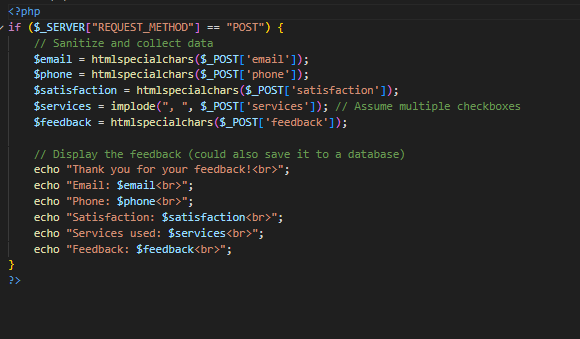 <?php
if ($_SERVER["REQUEST_METHOD"] == "POST") {
    // Sanitize and collect data
    $email = htmlspecialchars($_POST['email']);
    $phone = htmlspecialchars($_POST['phone']);
    $satisfaction = htmlspecialchars($_POST['satisfaction']);
    $services = implode(", ", $_POST['services']); // Assume multiple checkboxes
    $feedback = htmlspecialchars($_POST['feedback']);

    // Display the feedback (could also save it to a database)
    echo "Thank you for your feedback!<br>";
    echo "Email: $email<br>";
    echo "Phone: $phone<br>";
    echo "Satisfaction: $satisfaction<br>";
    echo "Services used: $services<br>";
    echo "Feedback: $feedback<br>";
}
?>